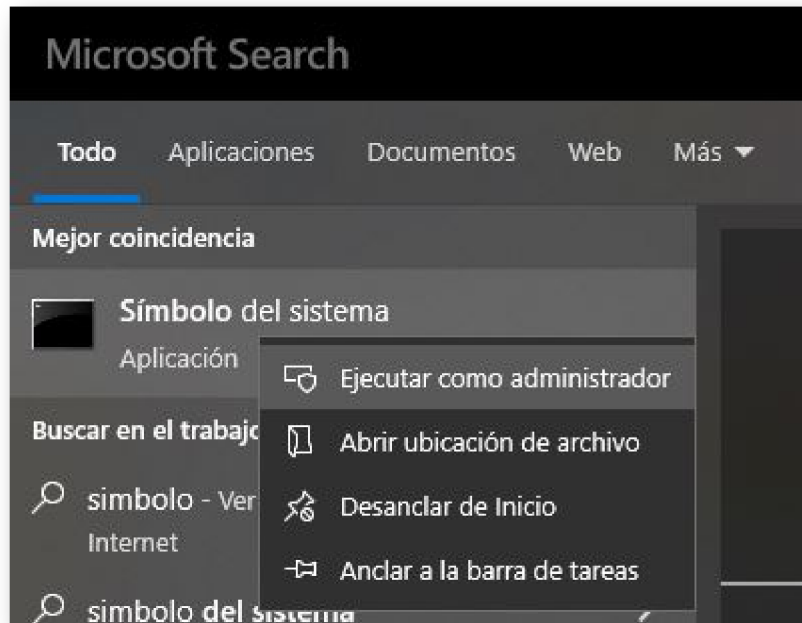 Microsoft Search
Todo Aplicaciones Documentos Web Más
Mejor coincidencia
Símbolo del sistema
Aplicación
Ejecutar como administrador
Buscar en el trabajo
Abrir ubicación de archivo
simbolo - Ver
Desanclar de Inicio
Internet
Anclar a la barra de tareas
simbolo del sistema